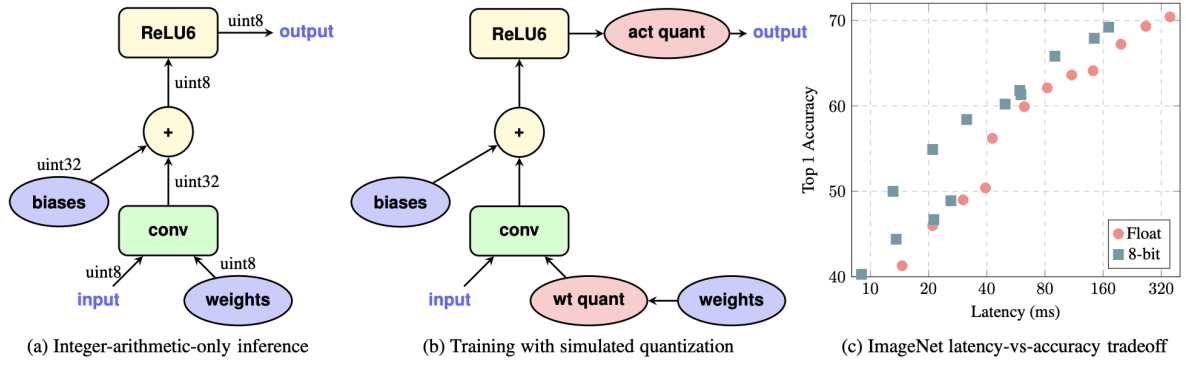 output
uint8
ReLU6
uint8
+
uint32
uint32
biases
conv
uint8
uint8
input
weights
(a) Integer-arithmetic-only inference
ReLU6
act quant
output
+
biases
conv
input
wt quant
weights
(b) Training with simulated quantization
Top 1 Accuracy
70
60
50
40
10 20 40 80 160 320
Latency (ms)
Float
8-bit
(c) ImageNet latency-vs-accuracy tradeoff